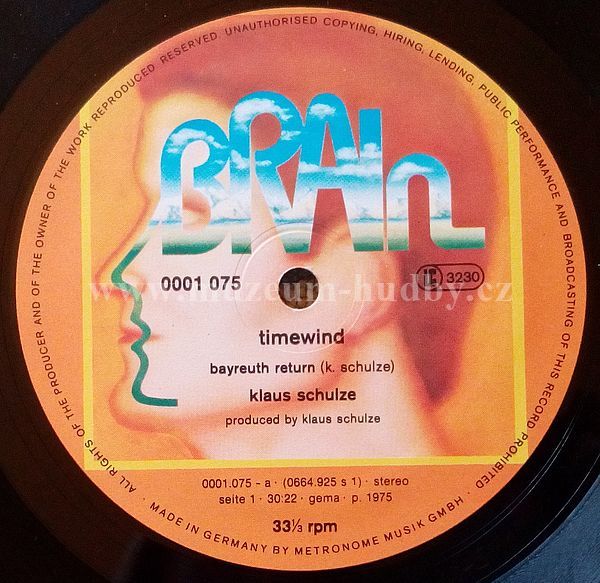 ALL RIGHTS OF THE PRODUCER AND OF THE OWNER OF THE WORK REPRODUCED RESERVED. UNAUTHORISED COPYING, HIRING, LENDING, PUBLIC PERFORMANCE AND BROADCASTING OF THIS RECORD PROHIBITED
BRAIn
0001 075
3230
www.muzeum-hudby.cz
timewind
bayreuth return (k. schulze)
klaus schulze
produced by klaus schulze
0001.075 - a · (0664.925 s 1) · stereo
seite 1 · 30:22 · gema · p. 1975
33⅓ rpm
· MADE IN GERMANY BY METRONOME MUSIK GMBH ·